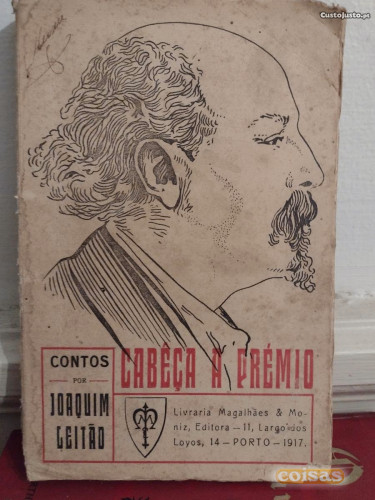 CustoJusto.pt
CONTOS
POR
JOAQUIM
LEITÃO
CABÊÇA A PRÉMIO
Livraria Magalhães & Mo-
niz, Editora — 11, Largo dos
Loyos, 14 — PORTO — 1917.
coisas